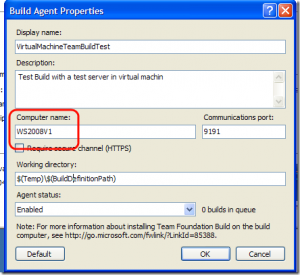 Build Agent Properties
Display name:
VirtualMachineTeamBuildTest
Description:
Test Build with a test server in virtual machin
Computer name:
Communications port:
WS2008V1
9191
Require secure channel (HTTPS)
Working directory:
$(Temp)\$(BuildDefinitionPath)
Agent status:
Enabled
0 builds in queue
Note: For more information about installing Team Foundation Build on the build
computer, see http://go.microsoft.com/fwlink/?LinkId=85388.
Default
OK
Cancel